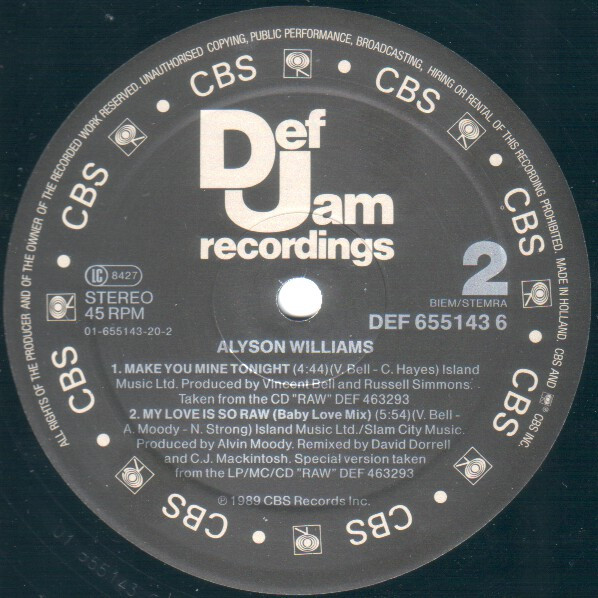 ALL RIGHTS OF THE PRODUCER AND OF THE OWNER OF THE RECORDED WORK RESERVED. UNAUTHORISED COPYING, PUBLIC PERFORMANCE, BROADCASTING, HIRING OR RENTAL OF THIS RECORDING PROHIBITED. MADE IN HOLLAND. CBS AND ® CBS INC.
CBS • CBS • CBS • CBS • CBS • CBS • CBS • CBS •
Def
Jam
recordings
LC 8427
STEREO
45 RPM
01-655143-20-2
2
BIEM/STEMRA
DEF 655143 6
ALYSON WILLIAMS
1. MAKE YOU MINE TONIGHT (4:44)(V. Bell - C. Hayes) Island
Music Ltd. Produced by Vincent Bell and Russell Simmons.
Taken from the CD "RAW" DEF 463293
2. MY LOVE IS SO RAW (Baby Love Mix) (5:54)(V. Bell -
A. Moody - N. Strong) Island Music Ltd./Slam City Music.
Produced by Alvin Moody. Remixed by David Dorrell
and C.J. Mackintosh. Special version taken
from the LP/MC/CD "RAW" DEF 463293
℗ 1989 CBS Records Inc.